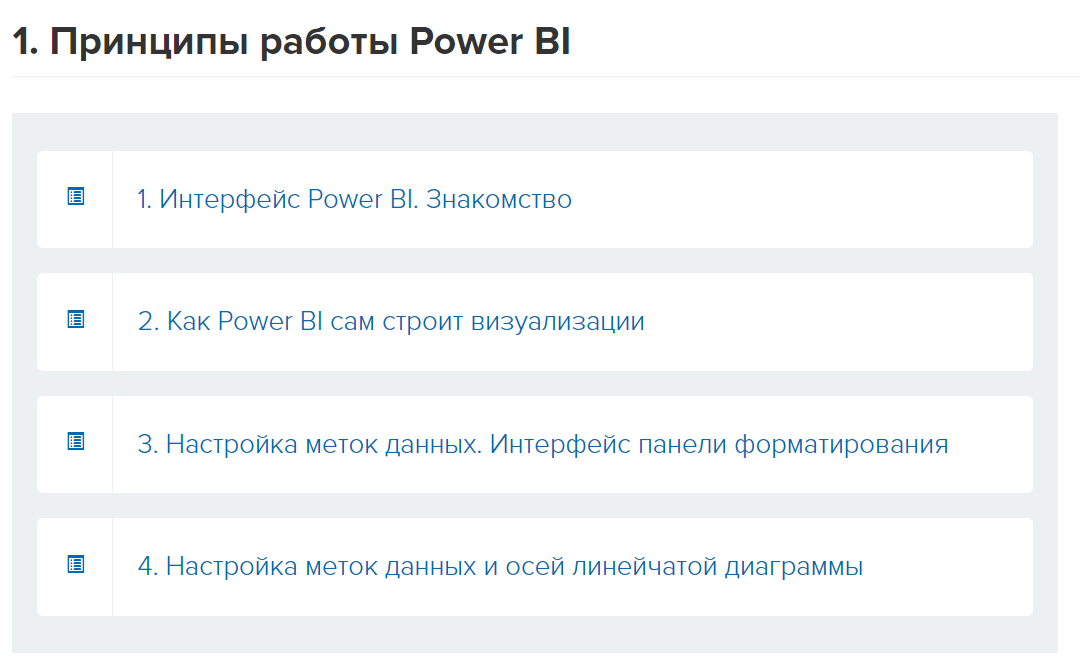 1. Принципы работы Power BI
1. Интерфейс Power BI. Знакомство
2. Как Power BI сам строит визуализации
3. Настройка меток данных. Интерфейс панели форматирования
4. Настройка меток данных и осей линейчатой диаграммы